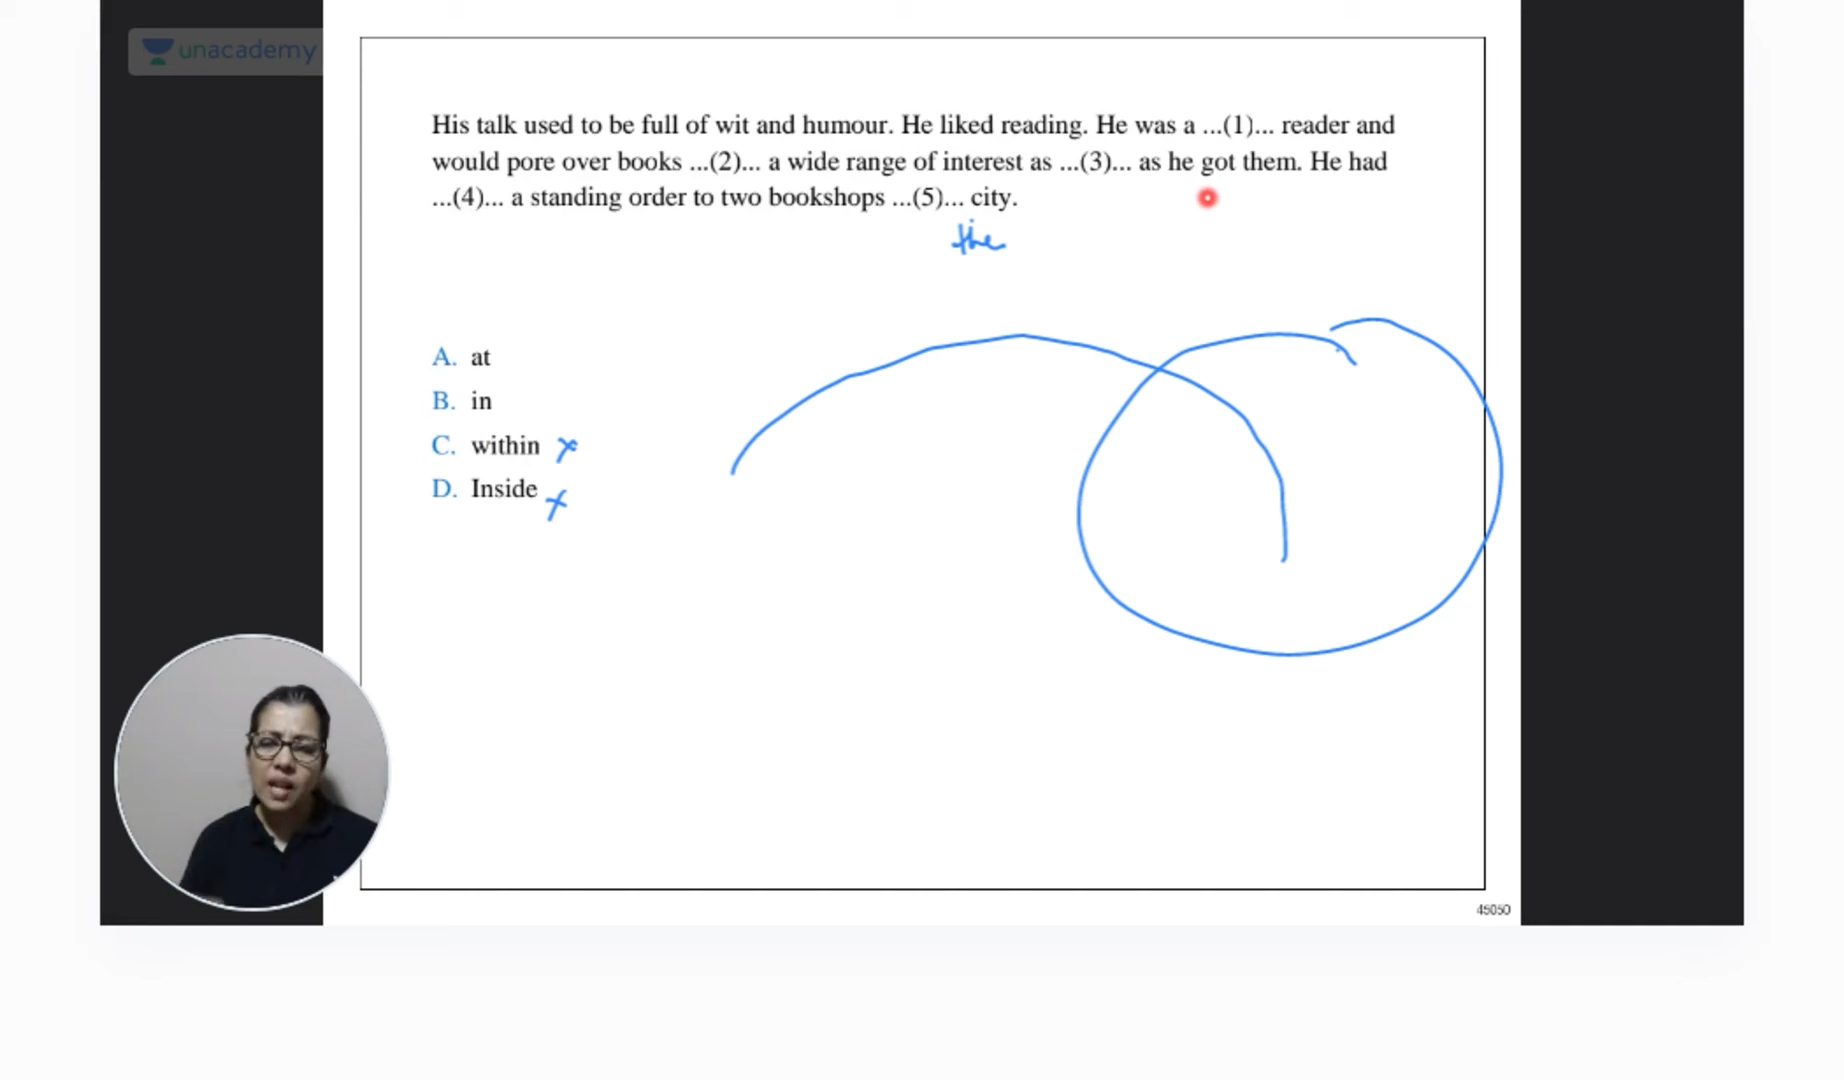 unacademy
His talk used to be full of wit and humour. He liked reading. He was a ...(1)... reader and
would pore over books ...(2)... a wide range of interest as ...(3)... as he got them. He had
...(4)... a standing order to two bookshops ...(5)... city.
the
A. at
B. in
C. within x
D. Inside x
45050